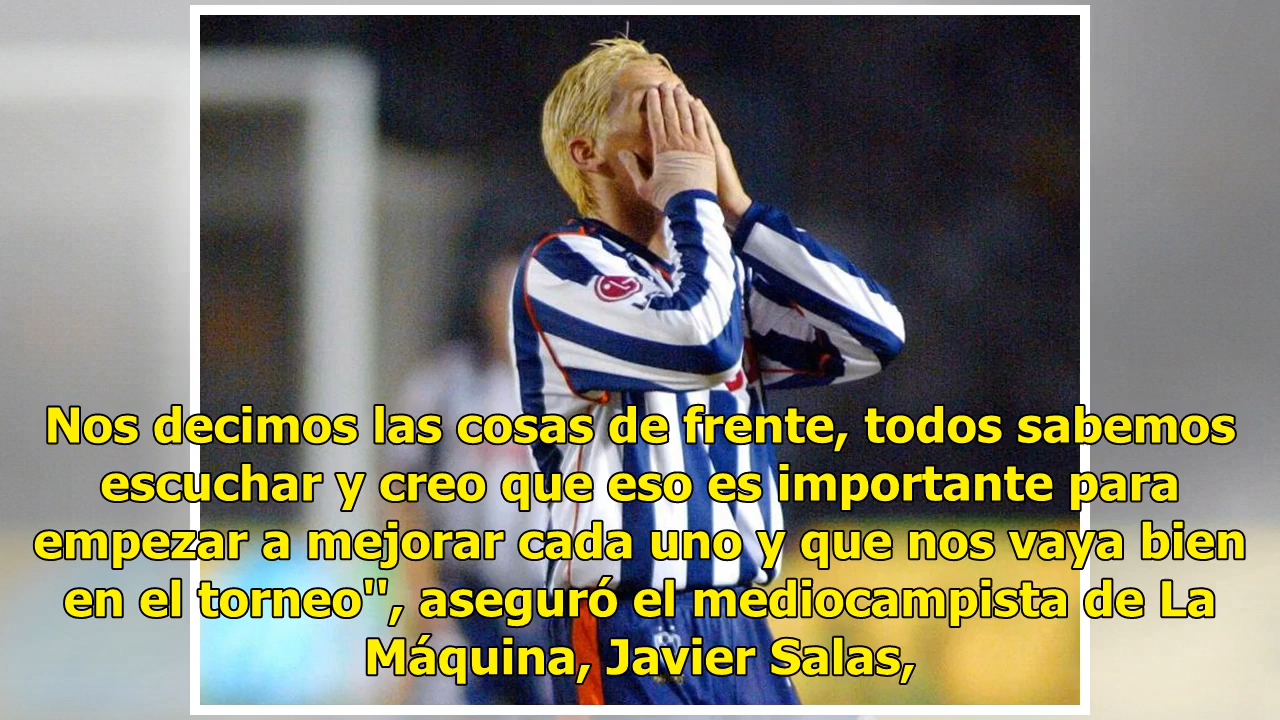 Nos decimos las cosas de frente, todos sabemos
escuchar y creo que eso es importante para
empezar a mejorar cada uno y que nos vaya bien
en el torneo", aseguró el mediocampista de La
Máquina, Javier Salas,